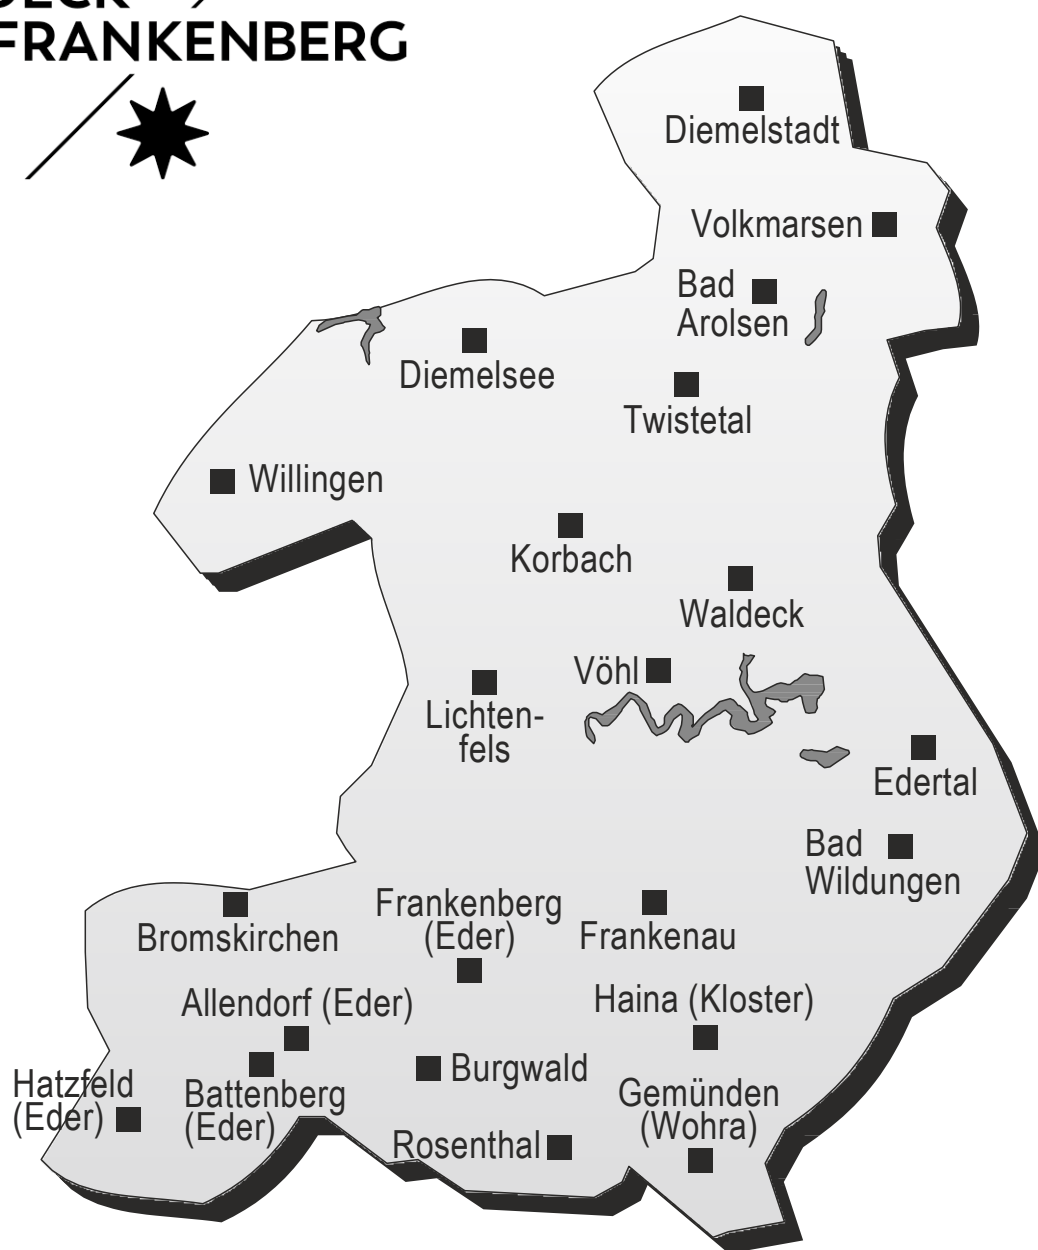 FRANKENBERG
Diemelstadt
Volkmarsen
Bad
Arolsen
Diemelsee
Twistetal
Willingen
Korbach
Waldeck
Vöhl
Lichten-
fels
Edertal
Bad
Wildungen
Frankenberg
(Eder)
Frankenau
Bromskirchen
Allendorf (Eder)
Haina (Kloster)
Burgwald
Hatzfeld
(Eder)
Battenberg
(Eder)
Gemünden
(Wohra)
Rosenthal